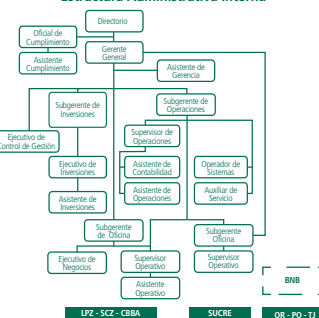 Estructura Administrativa Interna
Directorio
Oficial de
Cumplimiento
Gerente
General
Asistente
Cumplimiento
Asistente de
Gerencia
Subgerente de
Inversiones
Subgerente de
Operaciones
Ejecutivo de
Control de Gestión
Supervisor de
Operaciones
Ejecutivo de
Inversiones
Asistente de
Contabilidad
Operador de
Sistemas
Asistente de
Inversiones
Asistente de
Operaciones
Auxiliar de
Servicio
Subgerente
de Oficina
Subgerente
Oficina
Ejecutivo de
Negocios
Supervisor
Operativo
Supervisor
Operativo
Asistente
Operativo
BNB
LPZ - SCZ - CBBA
SUCRE
OR - PO - TJ